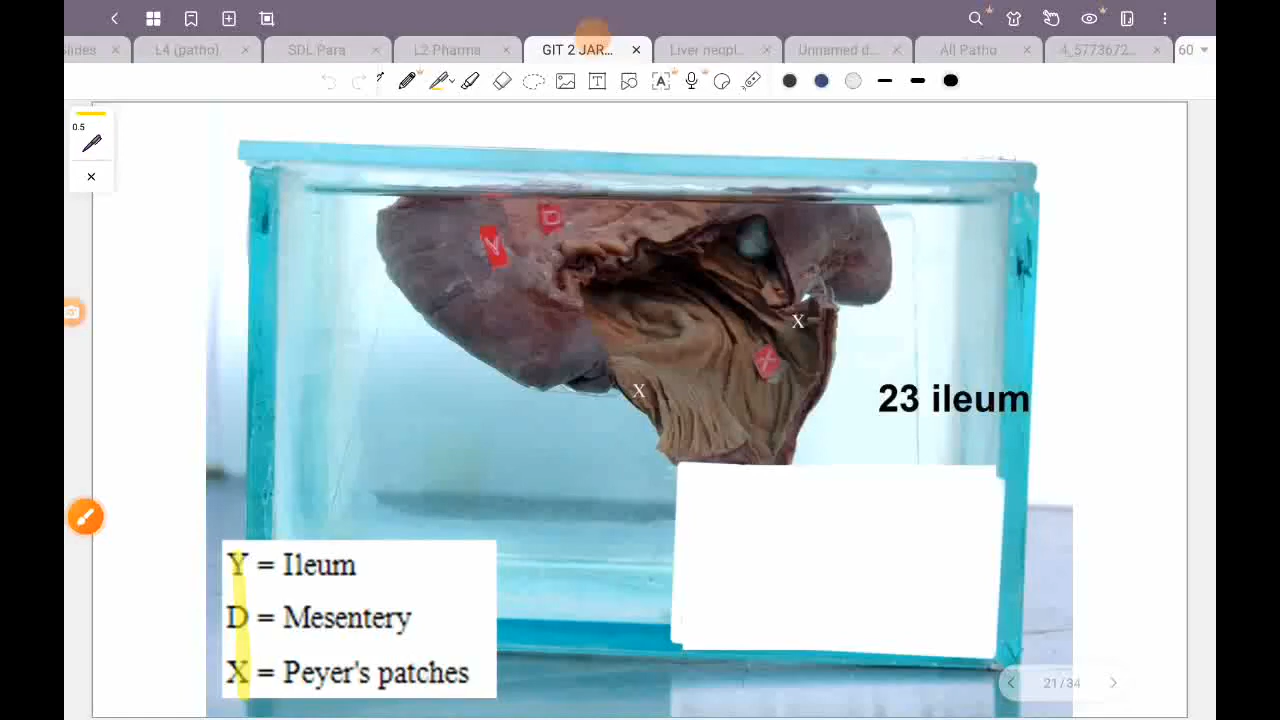 slides
L4 (patho)
SDL Para
L2 Pharma
GIT 2 JAR...
Liver neopl...
Unnamed d...
All Patho
4_5773672...
60
0.5
A
T
D
X
X
X
23 ileum
Y = Ileum
D = Mesentery
X = Peyer's patches
21/34